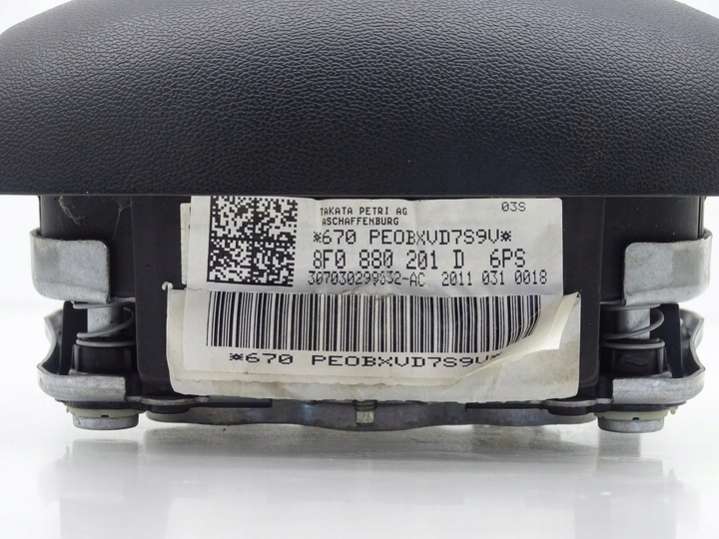 TAKATA PETRI AG 03S
ASCHAFFENBURG
*670 PEOBXVD7S9V*
8F0 880 201 D 6PS
307030299332-AC 2011 031 0018
*670 PEOBXVD7S9V